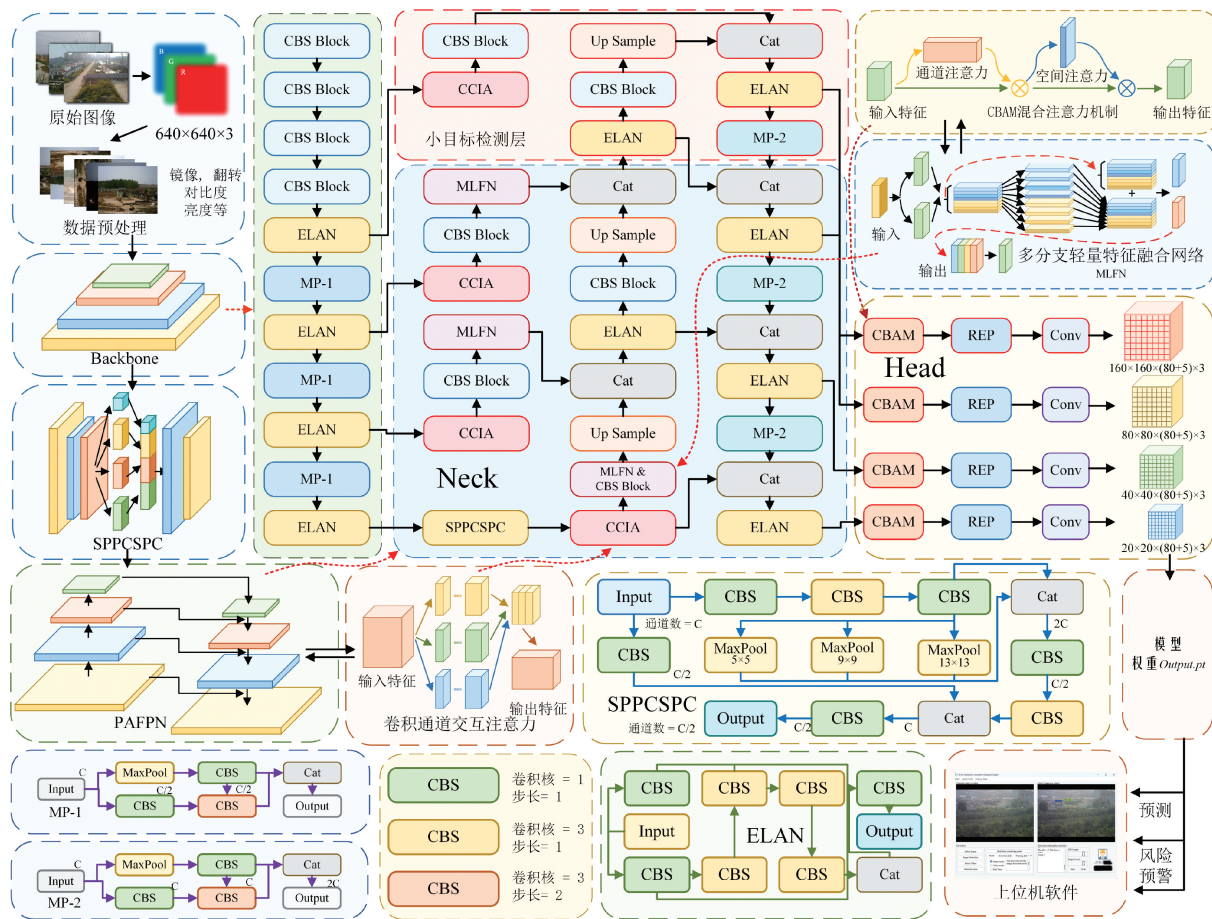 B
G
R
原始图像
640×640×3
镜像，翻转
对比度
亮度等
数据预处理
Backbone
SPPCSPC
CBS Block
CBS Block
CBS Block
CBS Block
ELAN
MP-1
ELAN
MP-1
ELAN
MP-1
ELAN
CBS Block
CCIA
小目标检测层
Up Sample
CBS Block
ELAN
Cat
ELAN
MP-2
MLFN
CBS Block
CCIA
MLFN
CBS Block
CCIA
Neck
SPPCSPC
Cat
Up Sample
CBS Block
ELAN
Cat
Up Sample
MLFN &
CBS Block
CCIA
Cat
ELAN
MP-2
Cat
ELAN
MP-2
Cat
ELAN
通道注意力
空间注意力
输入特征
CBAM混合注意力机制
输出特征
输入
输出
多分支轻量特征融合网络
MLFN
CBAM
REP
Conv
Head
160×160×(80+5)×3
CBAM
REP
Conv
80×80×(80+5)×3
CBAM
REP
Conv
40×40×(80+5)×3
CBAM
REP
Conv
20×20×(80+5)×3
PAFPN
输入特征
输出特征
卷积通道交互注意力
Input
CBS
CBS
CBS
Cat
通道数 = C
2C
CBS
MaxPool
5×5
MaxPool
9×9
MaxPool
13×13
CBS
C/2
C/2
SPPCSPC
通道数 = C/2
Output
C/2
CBS
C
Cat
CBS
模型
权重Output.pt
C
MaxPool
CBS
Cat
Input
C/2
C/2
CBS
CBS
Output
MP-1
C
MaxPool
CBS
Cat
Input
C
C
2C
CBS
CBS
Output
MP-2
CBS
卷积核 = 1
步长= 1
CBS
卷积核 = 3
步长= 1
CBS
卷积核 = 3
步长= 2
CBS
CBS
CBS
CBS
Input
ELAN
Output
CBS
CBS
CBS
Cat
上位机软件
预测
风险
预警